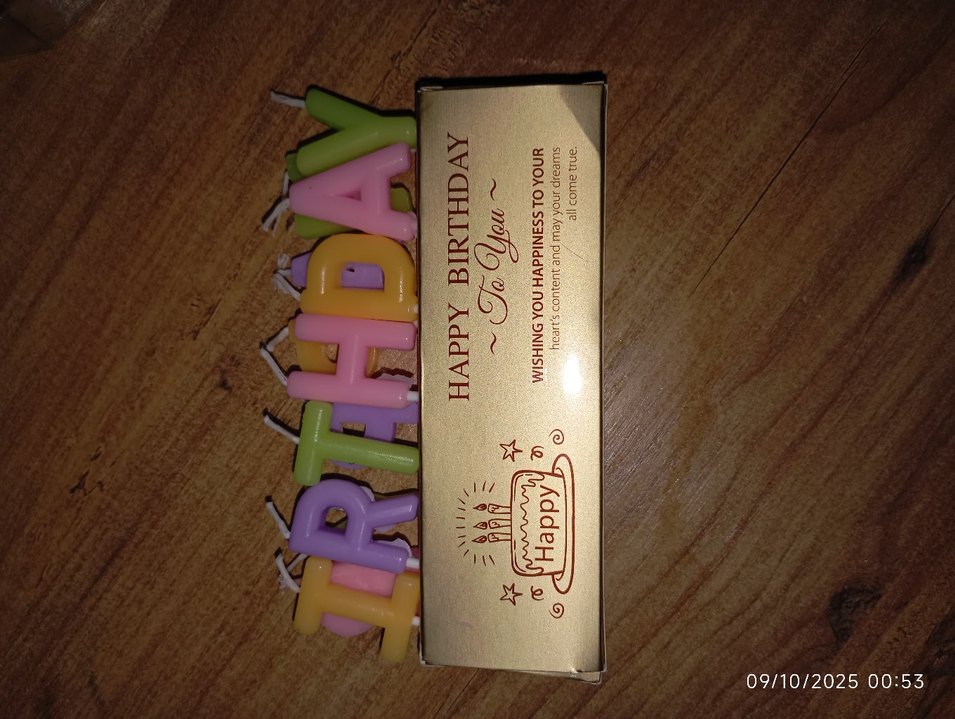 IRTHDAY
HAPPY BIRTHDAY
~ To You ~
WISHING YOU HAPPINESS TO YOUR
heart's content and may your dreams
all come true.
Happy
09/10/2025 00:53